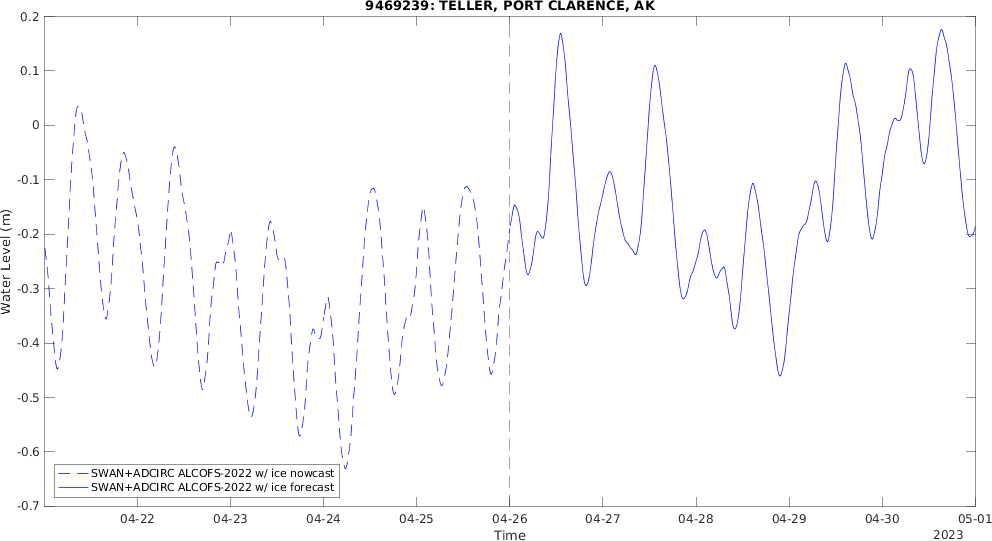 9469239: TELLER, PORT CLARENCE, AK
0.2
0.1
0
-0.1
-0.2
-0.3
-0.4
-0.5
-0.6
-0.7
Water Level (m)
SWAN+ADCIRC ALCOFS-2022 w/ ice nowcast
SWAN+ADCIRC ALCOFS-2022 w/ ice forecast
04-22 04-23 04-24 04-25 04-26 04-27 04-28 04-29 04-30 05-01
Time
2023